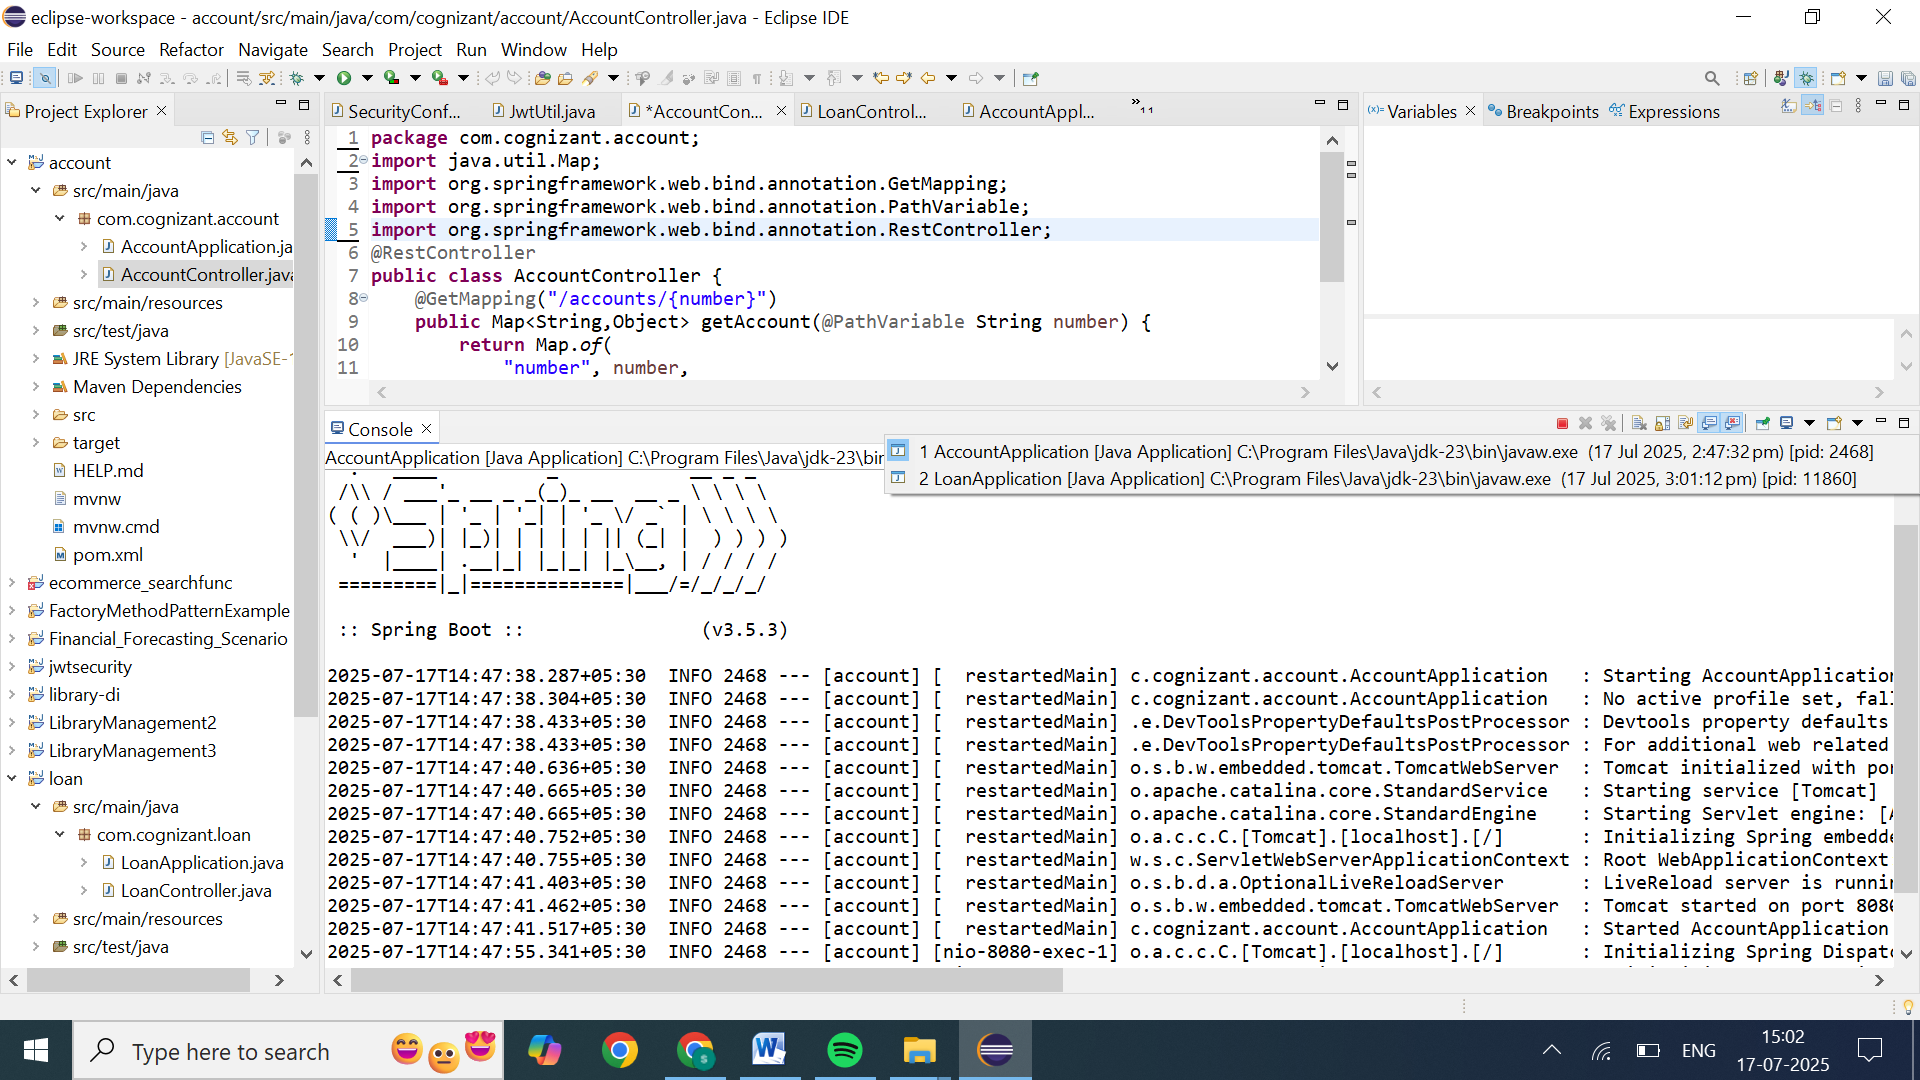 eclipse-workspace - account/src/main/java/com/cognizant/account/AccountController.java - Eclipse IDE
File Edit Source Refactor Navigate Search Project Run Window Help
Project Explorer
account
src/main/java
com.cognizant.account
AccountApplication.ja
AccountController.java
src/main/resources
src/test/java
JRE System Library [JavaSE-1
Maven Dependencies
src
target
HELP.md
mvnw
mvnw.cmd
pom.xml
ecommerce_searchfunc
FactoryMethodPatternExample
Financial_Forecasting_Scenario
jwtsecurity
library-di
LibraryManagement2
LibraryManagement3
loan
src/main/java
com.cognizant.loan
LoanApplication.java
LoanController.java
src/main/resources
src/test/java
SecurityConf... JwtUtil.java *AccountCon... LoanControl... AccountAppl... »11
1 package com.cognizant.account;
2 import java.util.Map;
3 import org.springframework.web.bind.annotation.GetMapping;
4 import org.springframework.web.bind.annotation.PathVariable;
5 import org.springframework.web.bind.annotation.RestController;
6 @RestController
7 public class AccountController {
8 @GetMapping("/accounts/{number}")
9 public Map<String,Object> getAccount(@PathVariable String number) {
10 return Map.of(
11 "number", number,
(x)= Variables Breakpoints Expressions
Console
AccountApplication [Java Application] C:\Program Files\Java\jdk-23\bin
1 AccountApplication [Java Application] C:\Program Files\Java\jdk-23\bin\javaw.exe (17 Jul 2025, 2:47:32 pm) [pid: 2468]
2 LoanApplication [Java Application] C:\Program Files\Java\jdk-23\bin\javaw.exe (17 Jul 2025, 3:01:12 pm) [pid: 11860]
Spring
:: Spring Boot :: (v3.5.3)
2025-07-17T14:47:38.287+05:30 INFO 2468 --- [account] [ restartedMain] c.cognizant.account.AccountApplication : Starting AccountApplication
2025-07-17T14:47:38.304+05:30 INFO 2468 --- [account] [ restartedMain] c.cognizant.account.AccountApplication : No active profile set, fal
2025-07-17T14:47:38.433+05:30 INFO 2468 --- [account] [ restartedMain] .e.DevToolsPropertyDefaultsPostProcessor : Devtools property defaults
2025-07-17T14:47:38.433+05:30 INFO 2468 --- [account] [ restartedMain] .e.DevToolsPropertyDefaultsPostProcessor : For additional web related
2025-07-17T14:47:40.636+05:30 INFO 2468 --- [account] [ restartedMain] o.s.b.w.embedded.tomcat.TomcatWebServer : Tomcat initialized with por
2025-07-17T14:47:40.665+05:30 INFO 2468 --- [account] [ restartedMain] o.apache.catalina.core.StandardService : Starting service [Tomcat]
2025-07-17T14:47:40.665+05:30 INFO 2468 --- [account] [ restartedMain] o.apache.catalina.core.StandardEngine : Starting Servlet engine: [A
2025-07-17T14:47:40.752+05:30 INFO 2468 --- [account] [ restartedMain] o.a.c.c.C.[Tomcat].[localhost].[/] : Initializing Spring embedde
2025-07-17T14:47:40.755+05:30 INFO 2468 --- [account] [ restartedMain] w.s.c.ServletWebServerApplicationContext : Root WebApplicationContext
2025-07-17T14:47:41.403+05:30 INFO 2468 --- [account] [ restartedMain] o.s.b.d.a.OptionalLiveReloadServer : LiveReload server is runnin
2025-07-17T14:47:41.462+05:30 INFO 2468 --- [account] [ restartedMain] o.s.b.w.embedded.tomcat.TomcatWebServer : Tomcat started on port 8080
2025-07-17T14:47:41.517+05:30 INFO 2468 --- [account] [ restartedMain] c.cognizant.account.AccountApplication : Started AccountApplication
2025-07-17T14:47:55.341+05:30 INFO 2468 --- [account] [nio-8080-exec-1] o.a.c.c.C.[Tomcat].[localhost].[/] : Initializing Spring Dispatc
Type here to search
ENG
15:02
17-07-2025